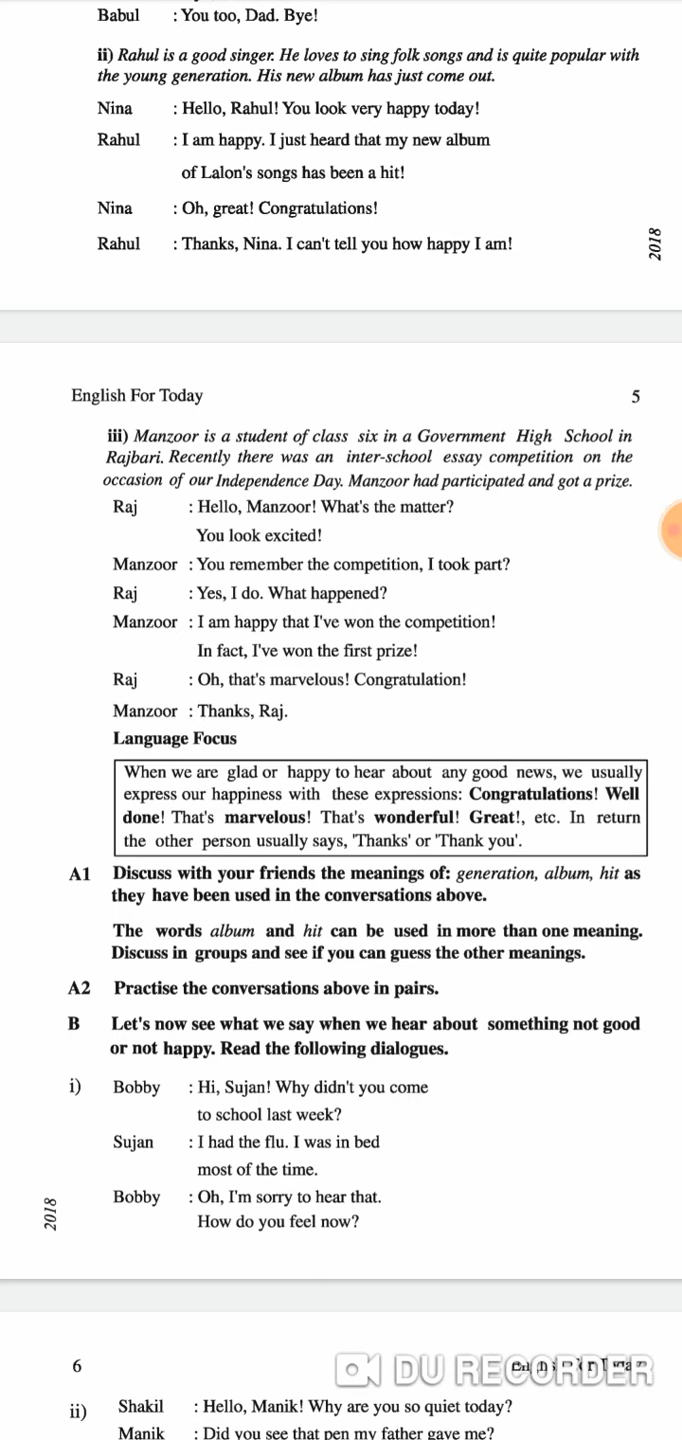 Babul : You too, Dad. Bye!
ii) Rahul is a good singer. He loves to sing folk songs and is quite popular with
the young generation. His new album has just come out.
Nina : Hello, Rahul! You look very happy today!
Rahul : I am happy. I just heard that my new album
of Lalon's songs has been a hit!
Nina : Oh, great! Congratulations!
Rahul : Thanks, Nina. I can't tell you how happy I am!
2018
English For Today 5
iii) Manzoor is a student of class six in a Government High School in
Rajbari. Recently there was an inter-school essay competition on the
occasion of our Independence Day. Manzoor had participated and got a prize.
Raj : Hello, Manzoor! What's the matter?
You look excited!
Manzoor : You remember the competition, I took part?
Raj : Yes, I do. What happened?
Manzoor : I am happy that I've won the competition!
In fact, I've won the first prize!
Raj : Oh, that's marvelous! Congratulation!
Manzoor : Thanks, Raj.
Language Focus
When we are glad or happy to hear about any good news, we usually
express our happiness with these expressions: Congratulations! Well
done! That's marvelous! That's wonderful! Great!, etc. In return
the other person usually says, 'Thanks' or 'Thank you'.
A1 Discuss with your friends the meanings of: generation, album, hit as
they have been used in the conversations above.
The words album and hit can be used in more than one meaning.
Discuss in groups and see if you can guess the other meanings.
A2 Practise the conversations above in pairs.
B Let's now see what we say when we hear about something not good
or not happy. Read the following dialogues.
i) Bobby : Hi, Sujan! Why didn't you come
to school last week?
Sujan : I had the flu. I was in bed
most of the time.
Bobby : Oh, I'm sorry to hear that.
How do you feel now?
2018
6
DU RECORDER
ii) Shakil : Hello, Manik! Why are you so quiet today?
Manik : Did you see that pen my father gave me?